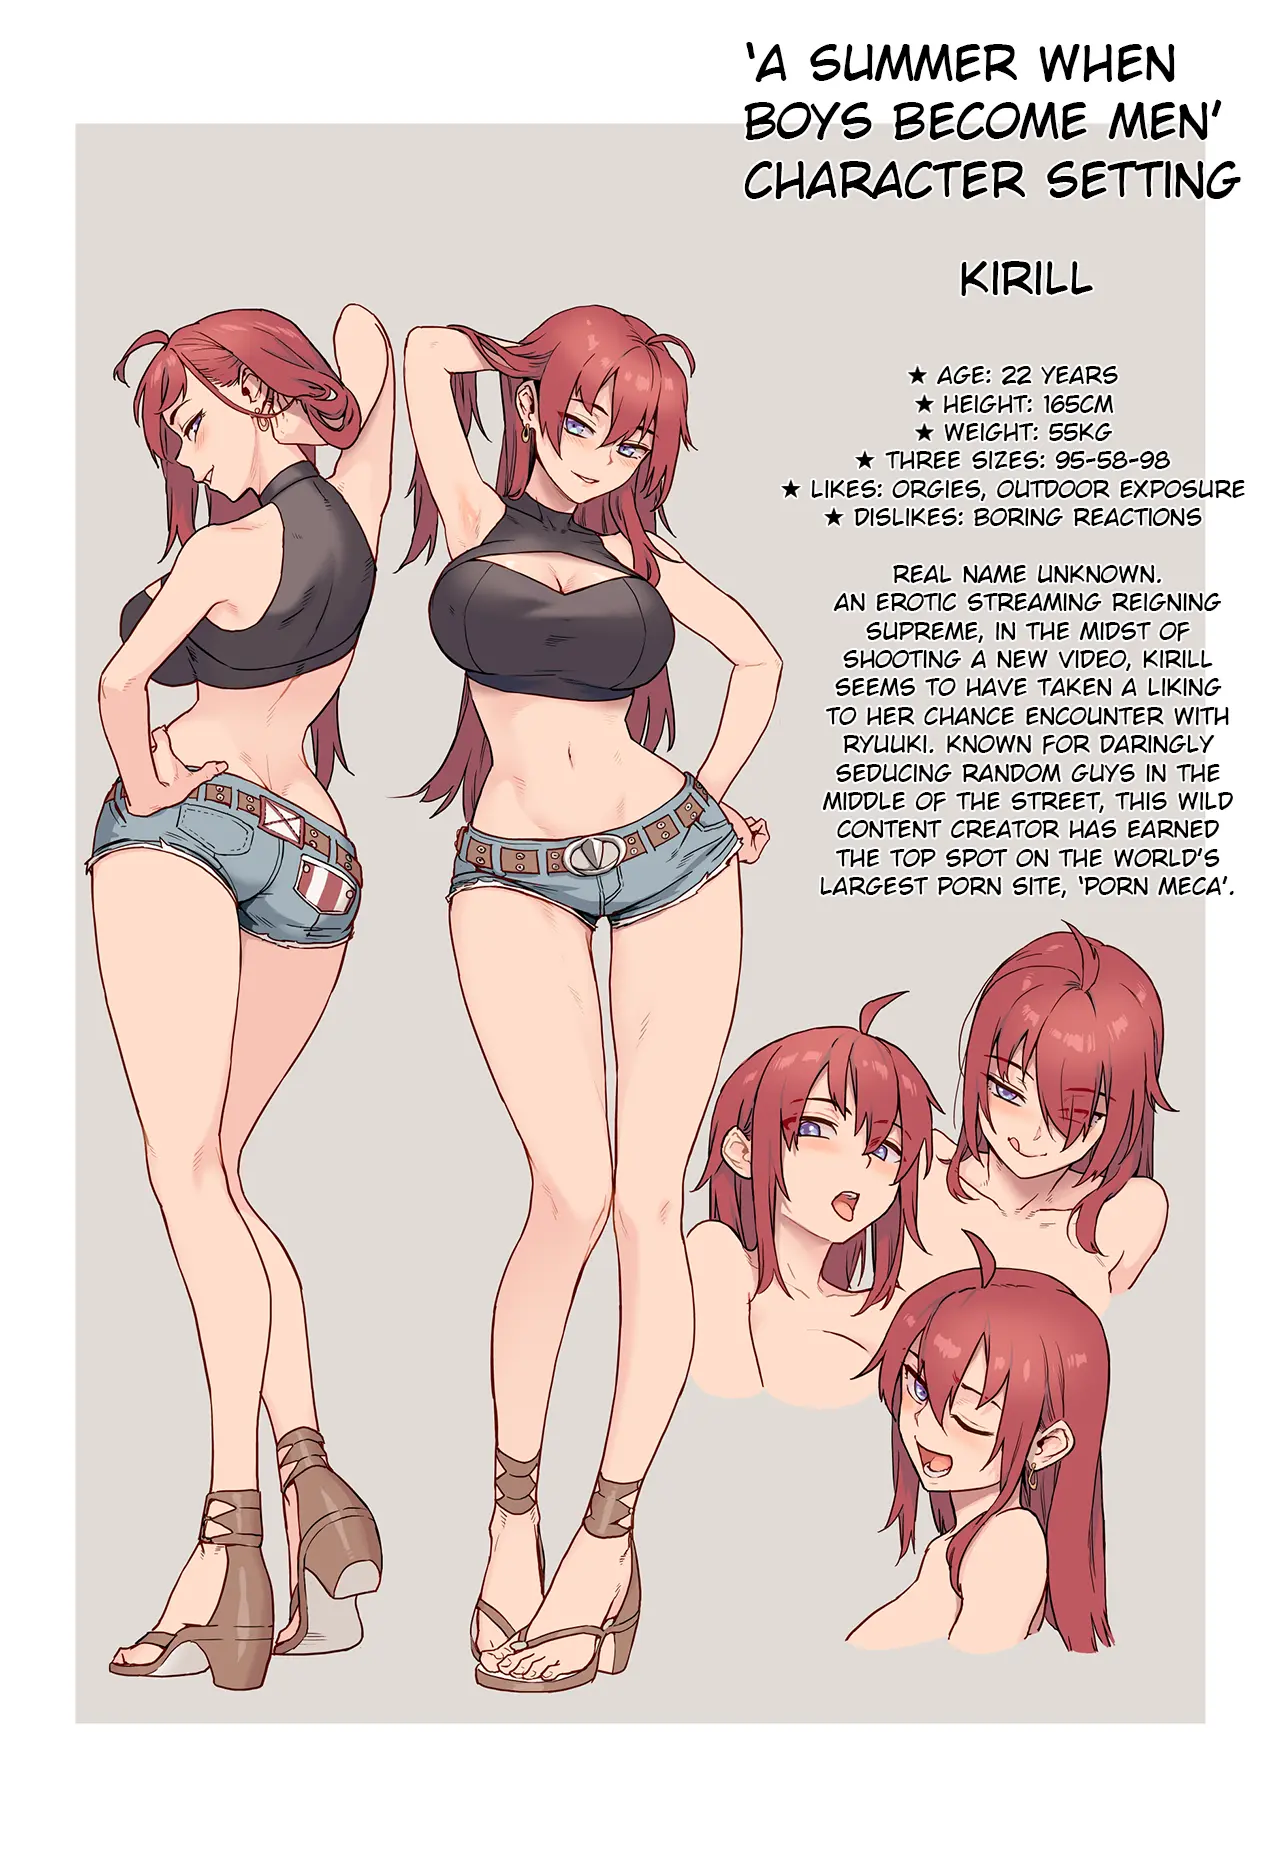 'A SUMMER WHEN
BOYS BECOME MEN'
CHARACTER SETTING
KIRILL
★ AGE: 22 YEARS
★ HEIGHT: 165CM
★ WEIGHT: 55KG
★ THREE SIZES: 95-58-98
★ LIKES: ORGIES, OUTDOOR EXPOSURE
★ DISLIKES: BORING REACTIONS
REAL NAME UNKNOWN.
AN EROTIC STREAMING REIGNING
SUPREME, IN THE MIDST OF
SHOOTING A NEW VIDEO, KIRILL
SEEMS TO HAVE TAKEN A LIKING
TO HER CHANCE ENCOUNTER WITH
RYUUKI. KNOWN FOR DARINGLY
SEDUCING RANDOM GUYS IN THE
MIDDLE OF THE STREET, THIS WILD
CONTENT CREATOR HAS EARNED
THE TOP SPOT ON THE WORLD'S
LARGEST PORN SITE, 'PORN MECA'.